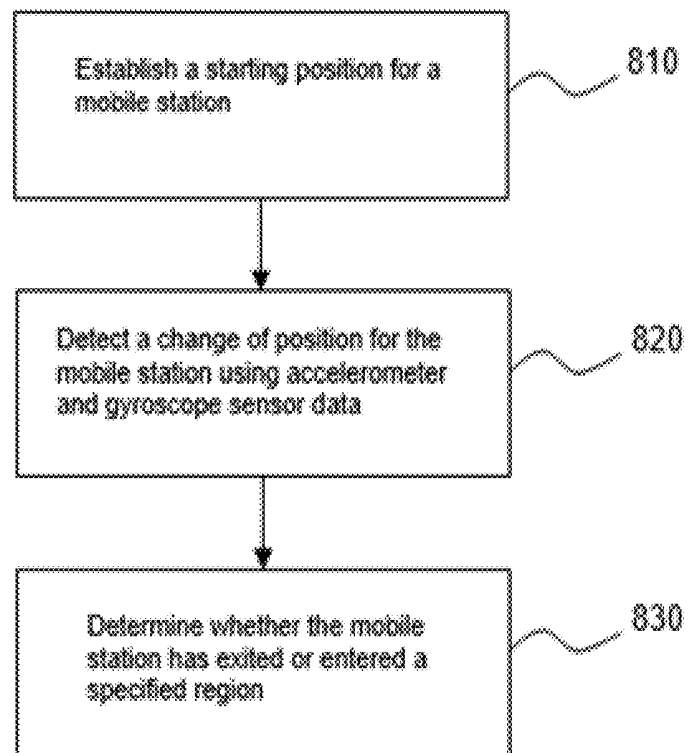 Establish a starting position for a
mobile station
810
Detect a change of position for the
mobile station using accelerometer
and gyroscope sensor data
820
Determine whether the mobile
station has exited or entered a
specified region
830